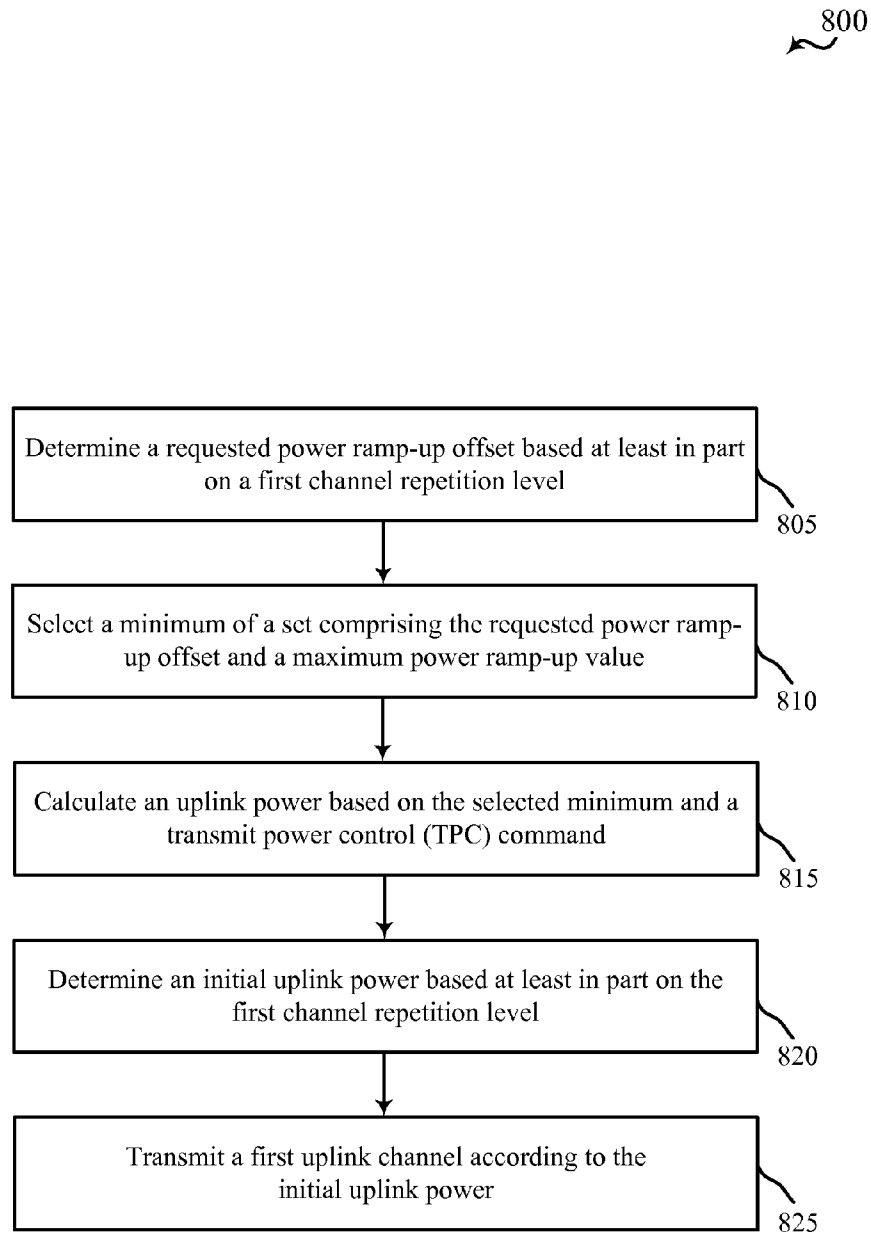 800
Determine a requested power ramp-up offset based at least in part
on a first channel repetition level
805
Select a minimum of a set comprising the requested power ramp-
up offset and a maximum power ramp-up value
810
Calculate an uplink power based on the selected minimum and a
transmit power control (TPC) command
815
Determine an initial uplink power based at least in part on the
first channel repetition level
820
Transmit a first uplink channel according to the
initial uplink power
825